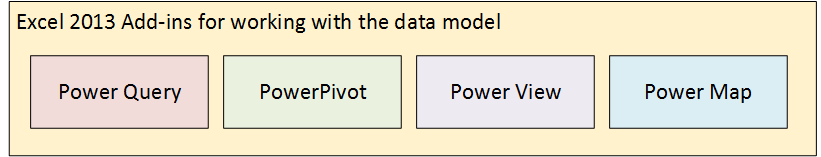 Excel 2013 Add-ins for working with the data model
Power Query
PowerPivot
Power View
Power Map